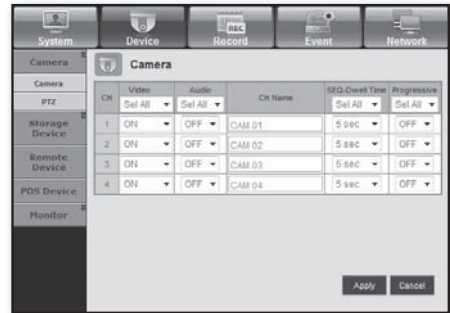 System Device Record Event Network
REC
Camera
Camera
PTZ
Storage Device
Remote Device
POS Device
Monitor
Camera
CH Video Audio CH Name SEQ-Dwell Time Progressive
Sel All Sel All Sel All Sel All
1 ON OFF CAM 01 5 sec OFF
2 ON OFF CAM 02 5 sec OFF
3 ON OFF CAM 03 5 sec OFF
4 ON OFF CAM 04 5 sec OFF
Apply Cancel